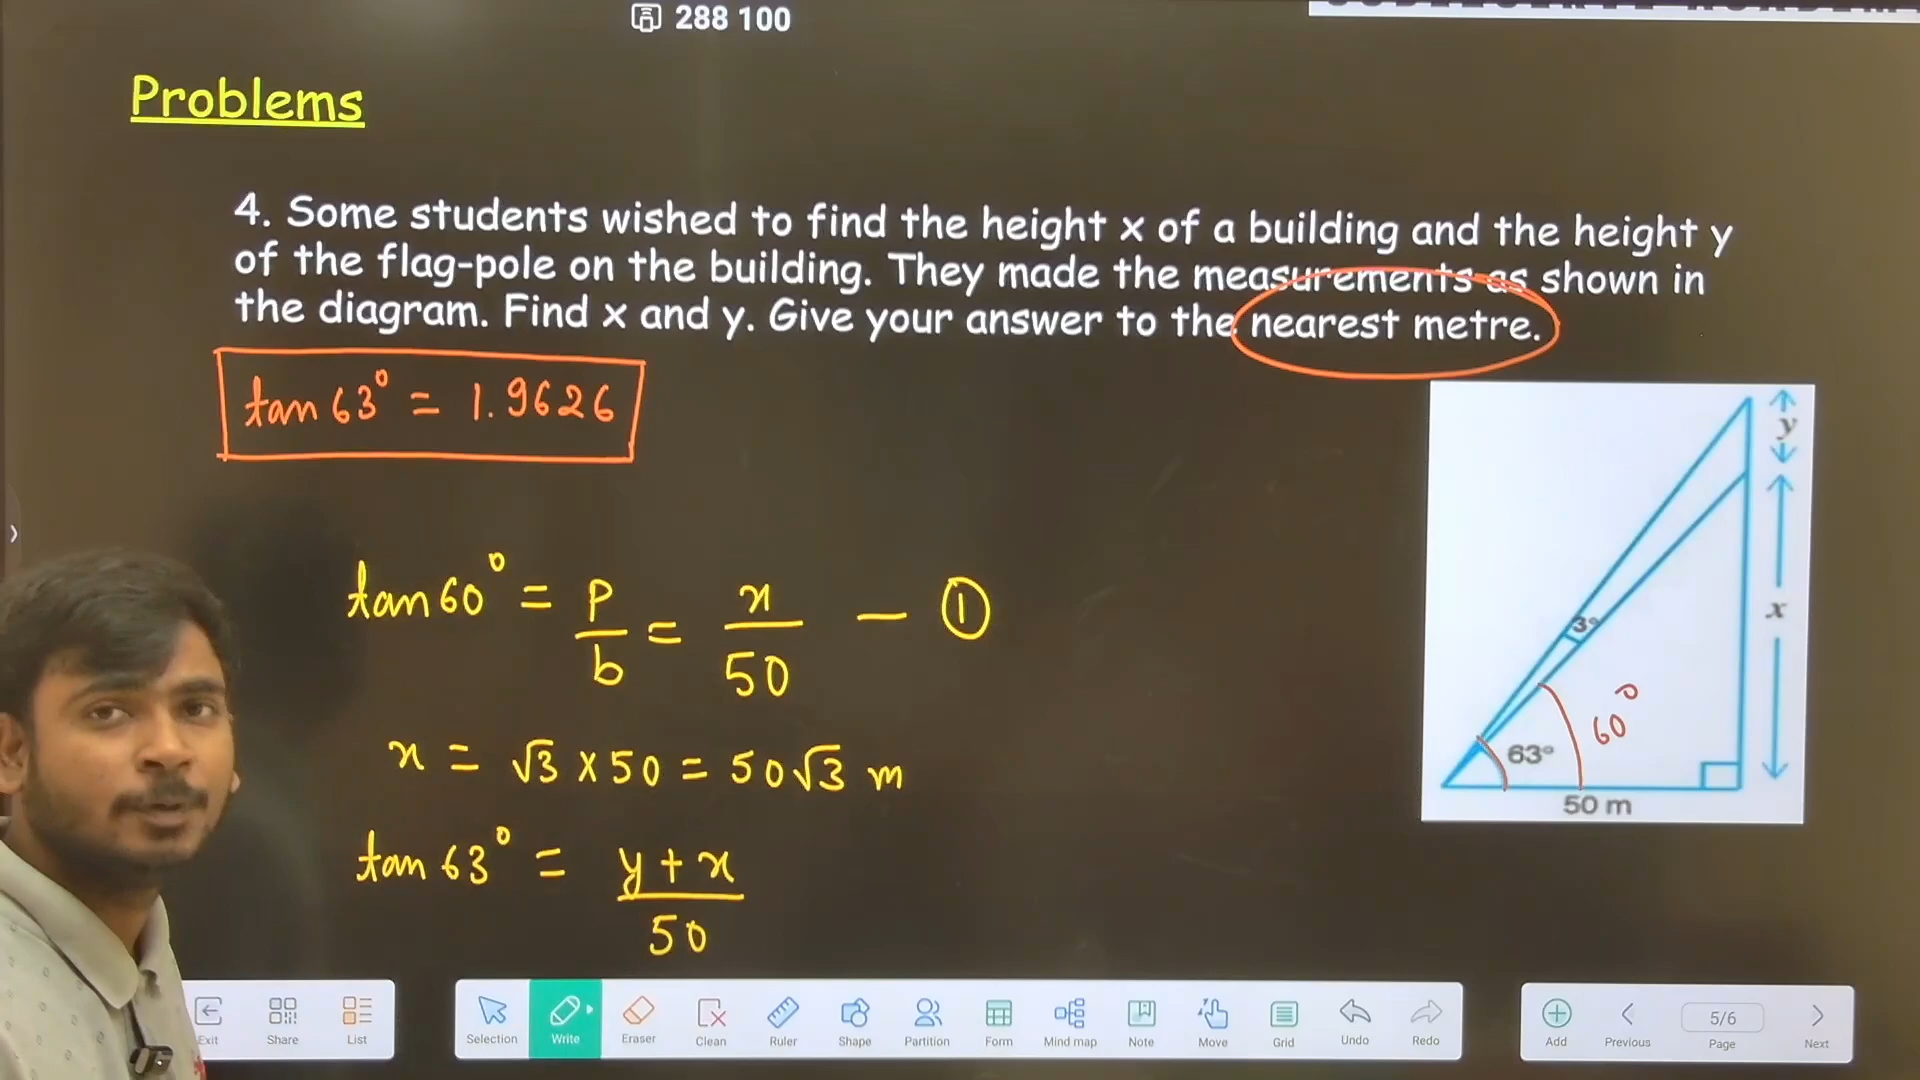 288 100
Problems
4. Some students wished to find the height x of a building and the height y
of the flag-pole on the building. They made the measurements as shown in
the diagram. Find x and y. Give your answer to the nearest metre.
tan 63° = 1.9626
y
x
3°
60°
63°
50 m
tan 60° = p/b = x/50 — ①
x = √3 × 50 = 50√3 m
tan 63° = y + x / 50
Exit Share List Selection Write Eraser Clean Ruler Shape Partition Form Mind map Note Move Grid Undo Redo Add Previous 5/6 Page Next